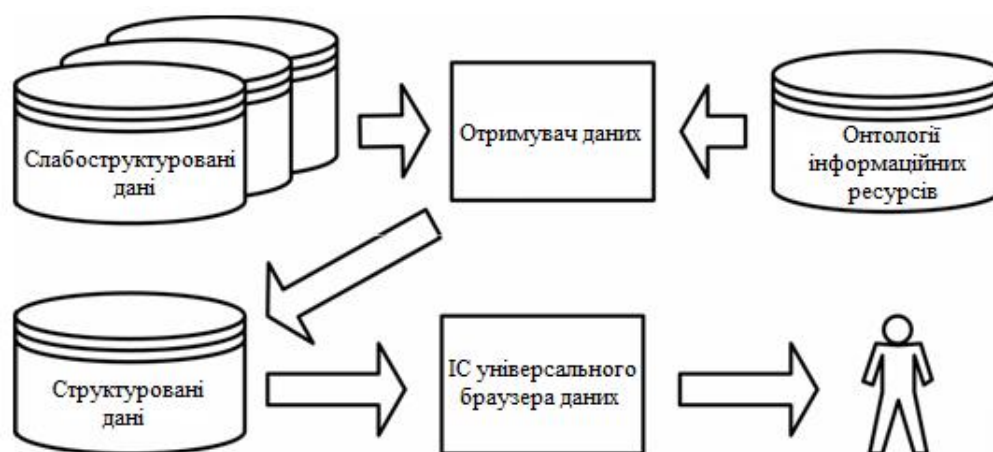 Слабоструктуровані
дані
Отримувач даних
Онтології
інформаційних
ресурсів
Структуровані
дані
ІС універсального
браузера даних